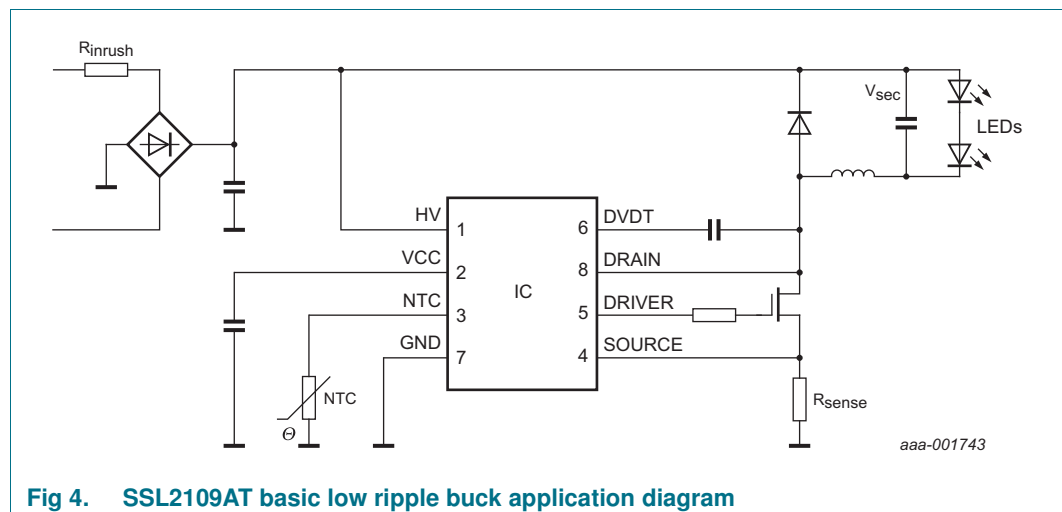 Rinrush
Vsec
LEDs
HV
1
6
DVDT
VCC
2
8
DRAIN
IC
NTC
3
5
DRIVER
GND
7
4
SOURCE
NTC
Θ
Rsense
aaa-001743
Fig 4. SSL2109AT basic low ripple buck application diagram